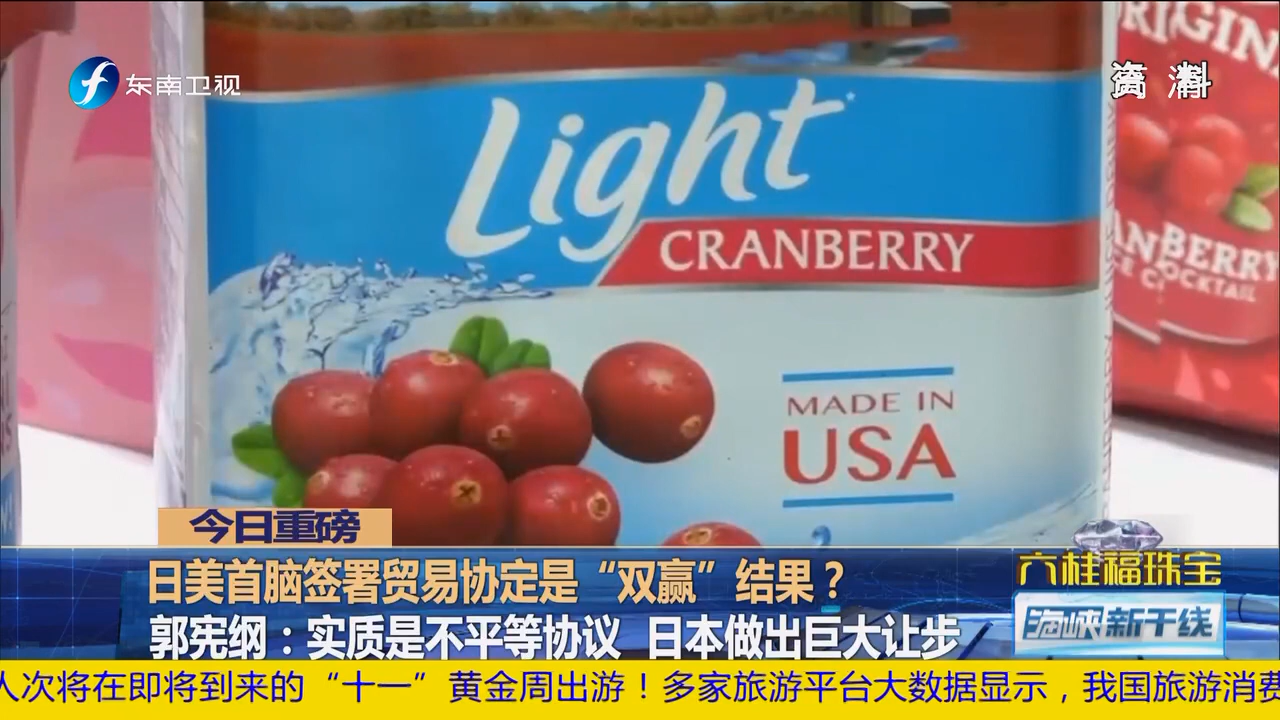 东南卫视
资料
Light
CRANBERRY
MADE IN
USA
ORIGIN
BERRY
OCKTAIL
今日重磅
日美首脑签署贸易协定是“双赢”结果？
六桂福珠宝
郭宪纲：实质是不平等协议 日本做出巨大让步
海峡新干线
人次将在即将到来的“十一”黄金周出游！多家旅游平台大数据显示，我国旅游消费